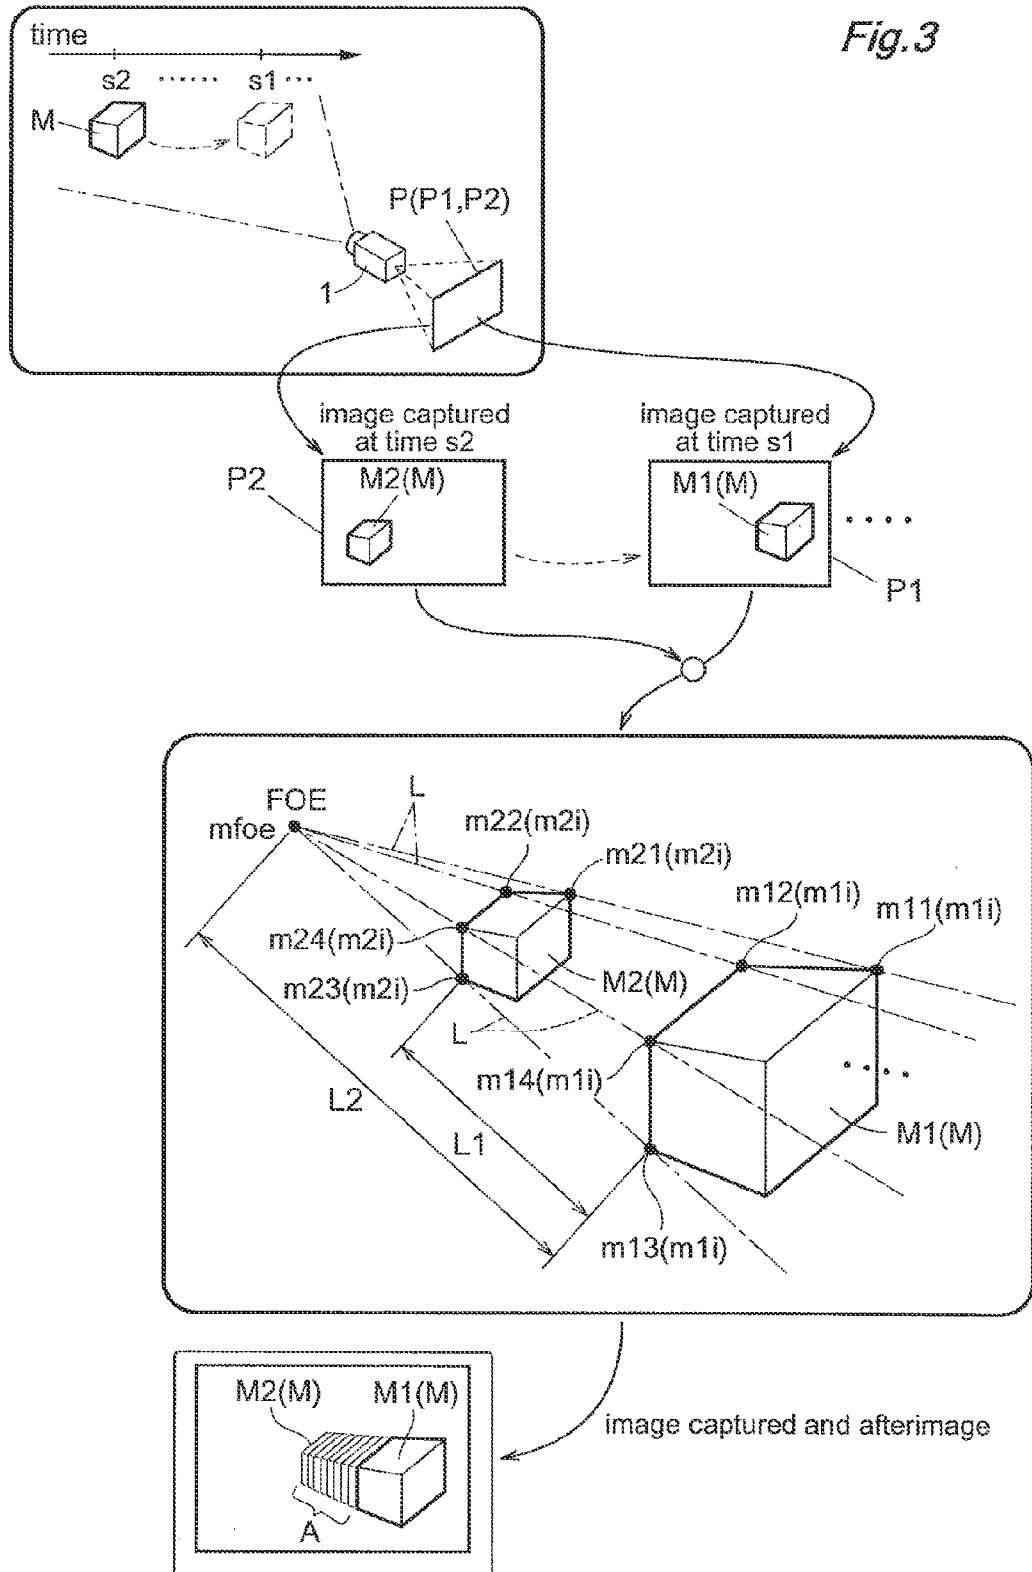 Fig.3
time
s2 ...... s1 ...
M
P(P1,P2)
1
image captured
at time s2
image captured
at time s1
P2
M2(M)
M1(M)
....
P1
FOE
mfoe
L
m22(m2i)
m21(m2i)
m12(m1i)
m11(m1i)
m24(m2i)
m23(m2i)
M2(M)
L
m14(m1i)
....
L2
L1
M1(M)
m13(m1i)
M2(M)
M1(M)
image captured and afterimage
A